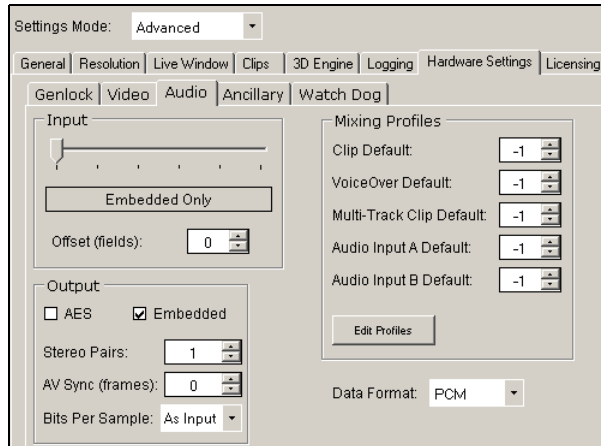 Settings Mode: Advanced
General Resolution Live Window Clips 3D Engine Logging Hardware Settings Licensing
Genlock Video Audio Ancillary Watch Dog
Input
Embedded Only
Offset (fields): 0
Output
AES Embedded
Stereo Pairs: 1
AV Sync (frames): 0
Bits Per Sample: As Input
Mixing Profiles
Clip Default: -1
VoiceOver Default: -1
Multi-Track Clip Default: -1
Audio Input A Default: -1
Audio Input B Default: -1
Edit Profiles
Data Format: PCM